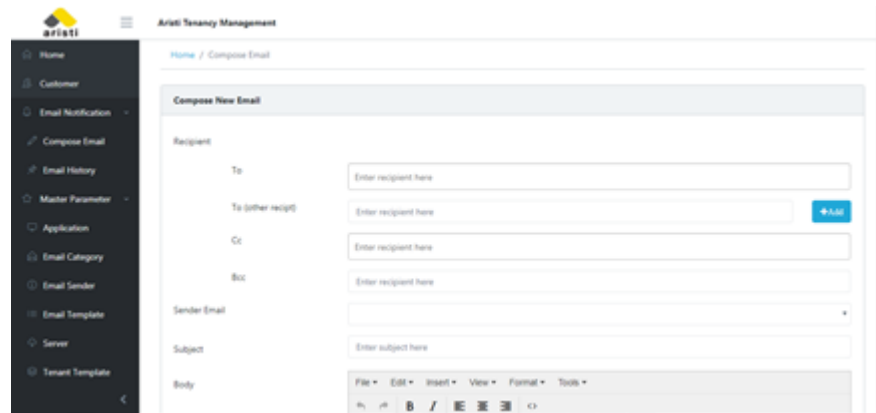 aristi
Aristi Tenancy Management
Home
Customer
Email Notification
Compose Email
Email History
Master Parameter
Application
Email Category
Email Sender
Email Template
Server
Tenant Template
Home / Compose Email
Compose New Email
Recipient
To
Enter recipient here
To (other recipt)
Enter recipient here
+Add
Cc
Enter recipient here
Bcc
Enter recipient here
Sender Email
Subject
Enter subject here
Body
File Edit Insert View Format Tools
B I